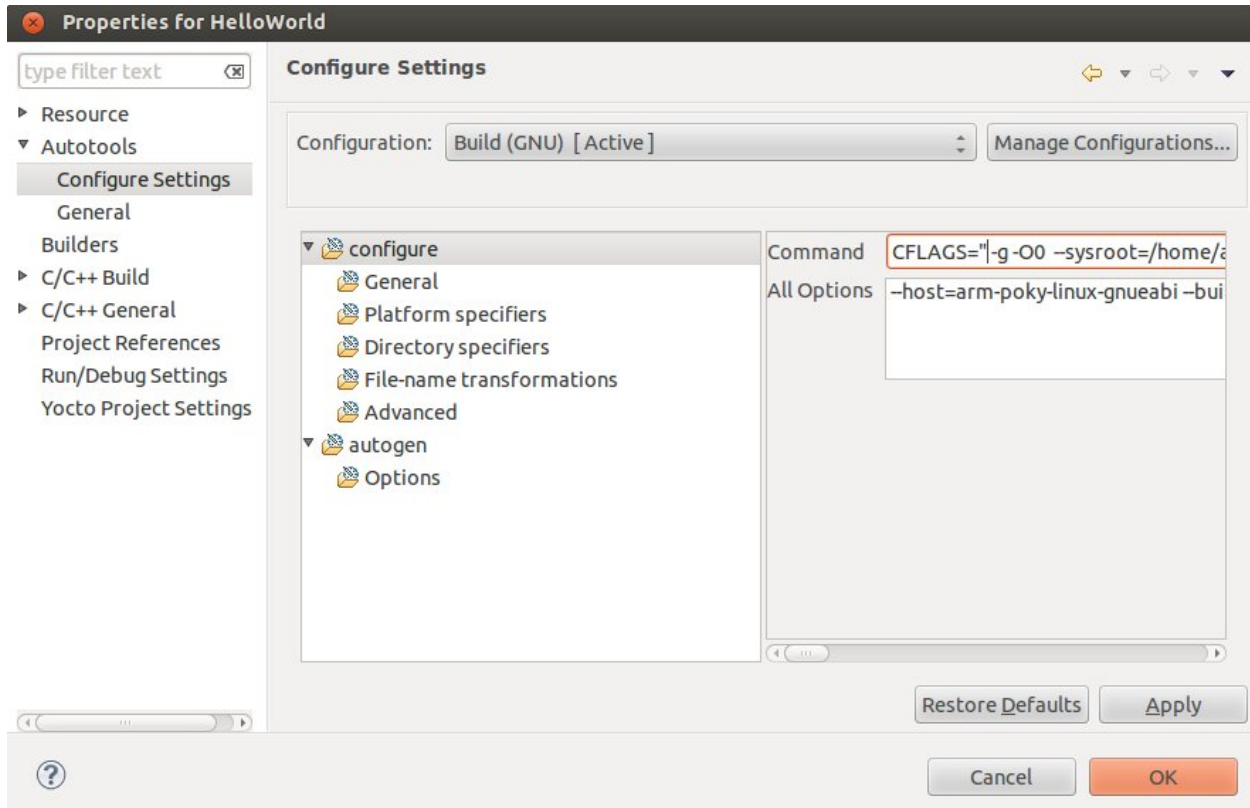 Properties for HelloWorld
type filter text
Resource
Autotools
Configure Settings
General
Builders
C/C++ Build
C/C++ General
Project References
Run/Debug Settings
Yocto Project Settings
Configure Settings
Configuration: Build (GNU) [ Active ] Manage Configurations...
configure
General
Platform specifiers
Directory specifiers
File-name transformations
Advanced
autogen
Options
Command CFLAGS="-g -O0 --sysroot=/home/a
All Options --host=arm-poky-linux-gnueabi --bui
Restore Defaults Apply
? Cancel OK